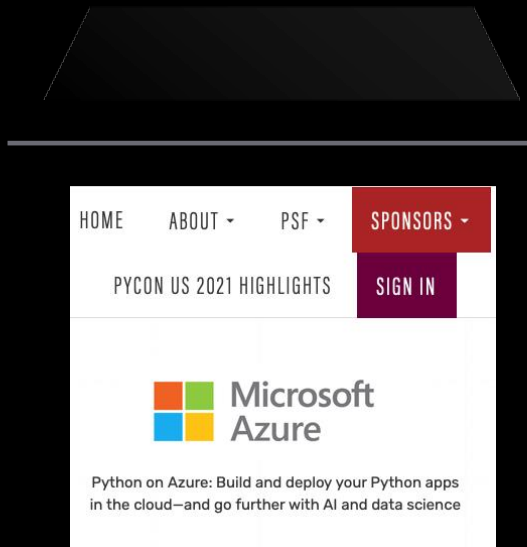 HOME ABOUT PSF SPONSORS
PYCON US 2021 HIGHLIGHTS SIGN IN
Microsoft
Azure
Python on Azure: Build and deploy your Python apps
in the cloud—and go further with AI and data science